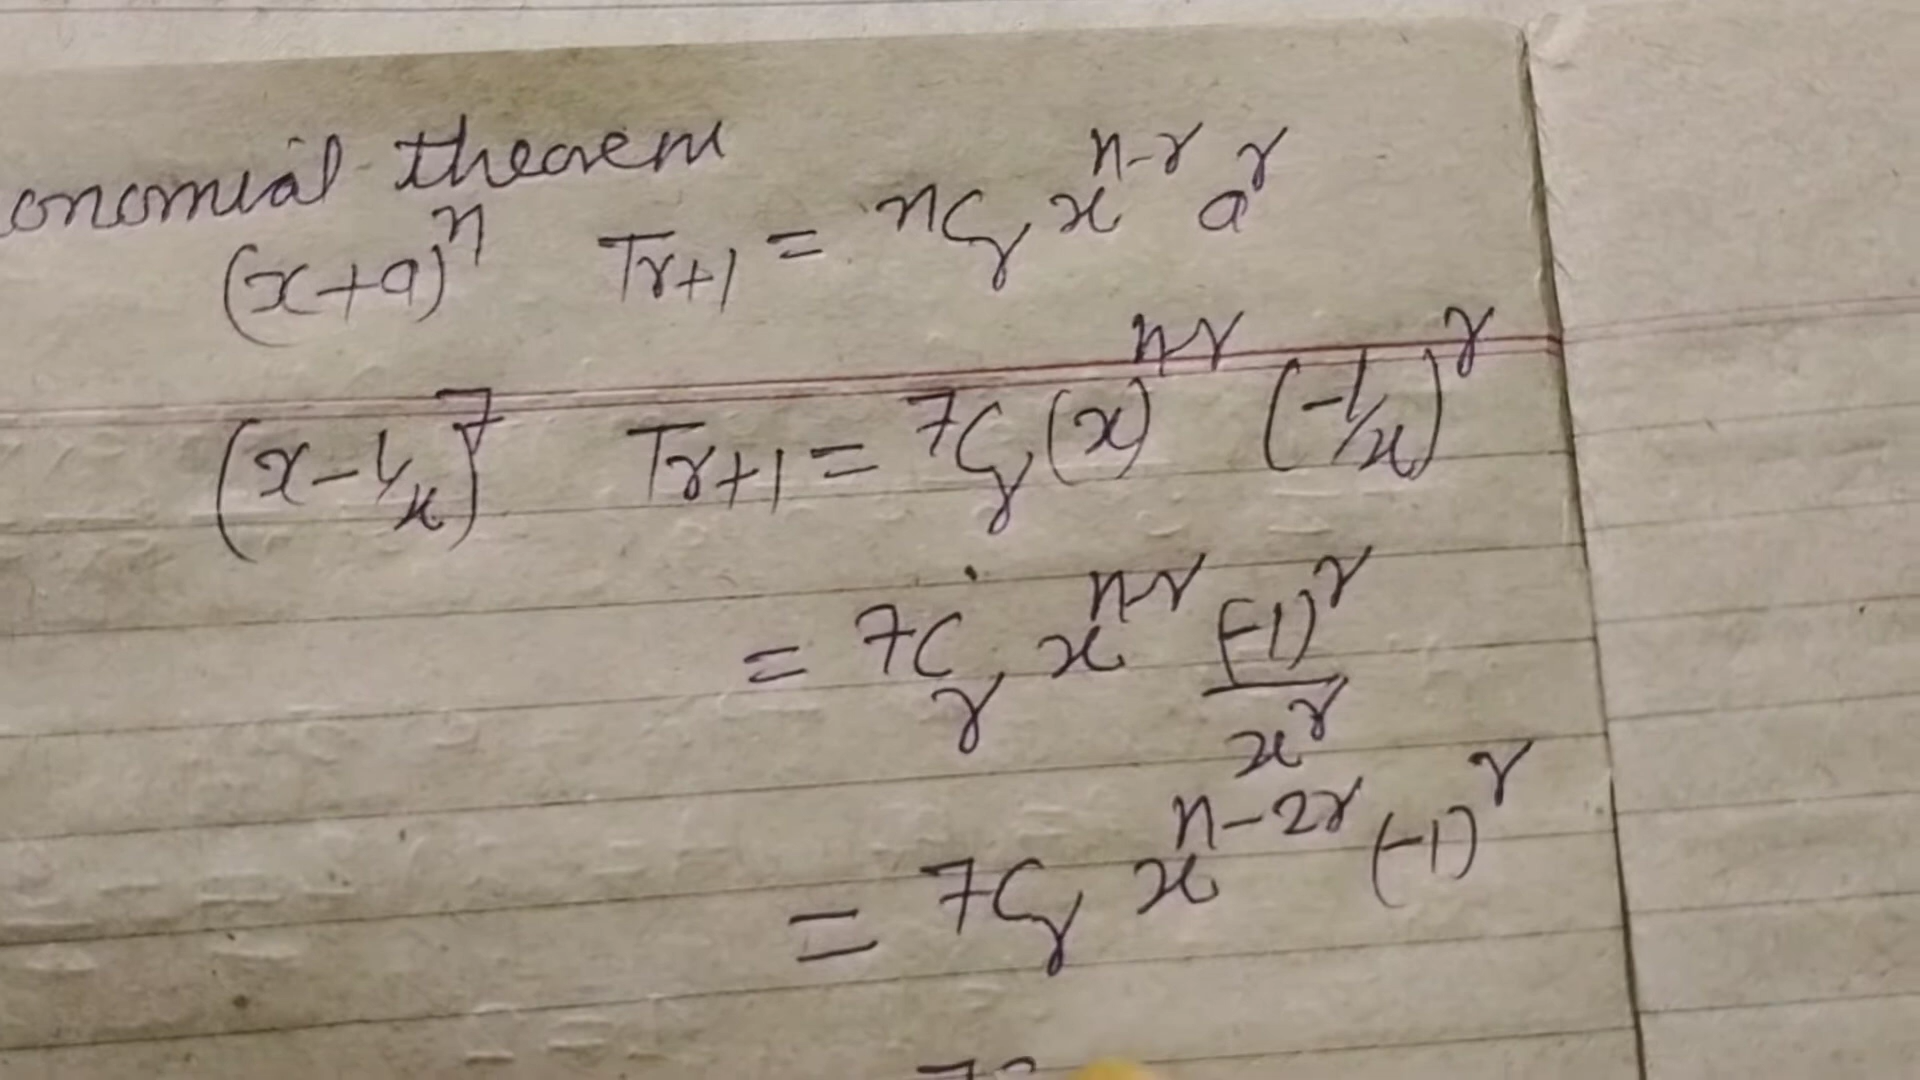 onomial theorem
(x+a)^n   T_{r+1} = ^nC_r x^{n-r} a^r
(x-1/x)^7   T_{r+1} = ^7C_r (x)^{n-r} (-1/x)^r
= ^7C_r x^{n-r} (-1)^r/x^r
= ^7C_r x^{n-2r} (-1)^r